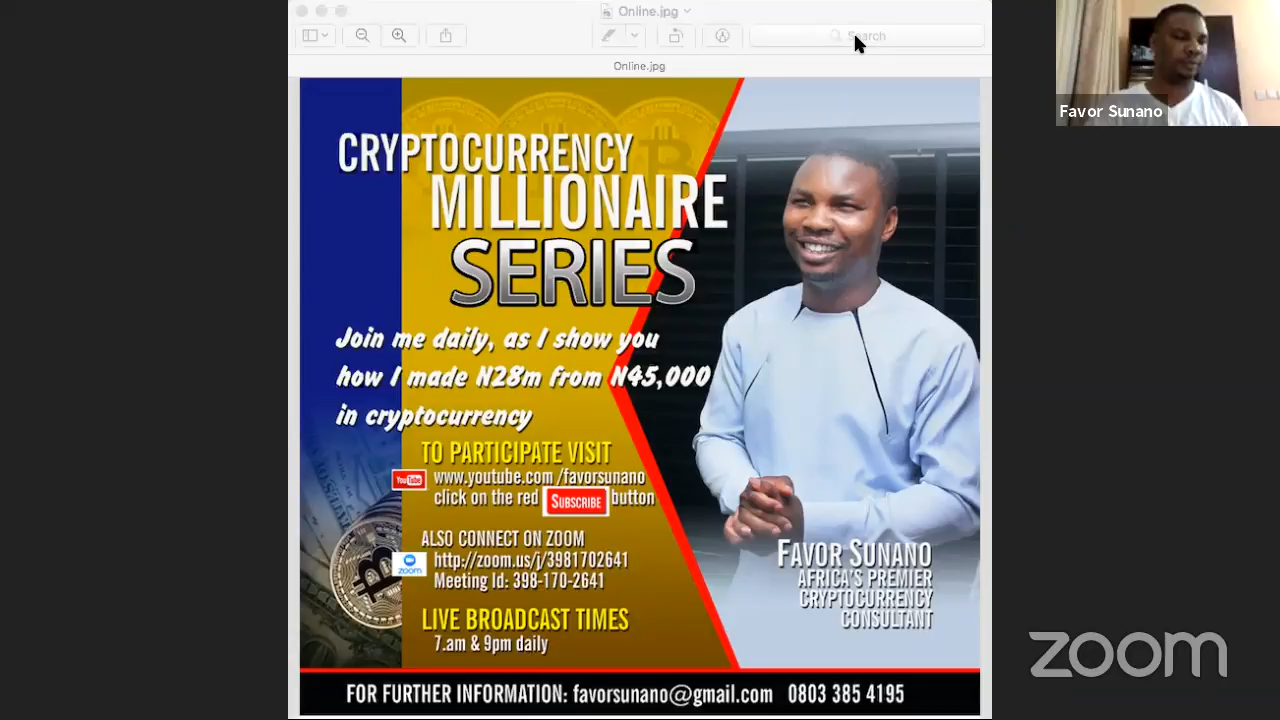 Online.jpg
Search
Online.jpg
Favor Sunano
CRYPTOCURRENCY
MILLIONAIRE
SERIES
Join me daily, as I show you
how I made N28m from N45,000
in cryptocurrency
TO PARTICIPATE VISIT
YouTube
www.youtube.com /favorsunano
click on the red SUBSCRIBE button
ALSO CONNECT ON ZOOM
zoom
http://zoom.us/j/3981702641
Meeting Id: 398-170-2641
LIVE BROADCAST TIMES
7.am & 9pm daily
FAVOR SUNANO
AFRICA'S PREMIER
CRYPTOCURRENCY
CONSULTANT
FOR FURTHER INFORMATION: favorsunano@gmail.com 0803 385 4195
zoom